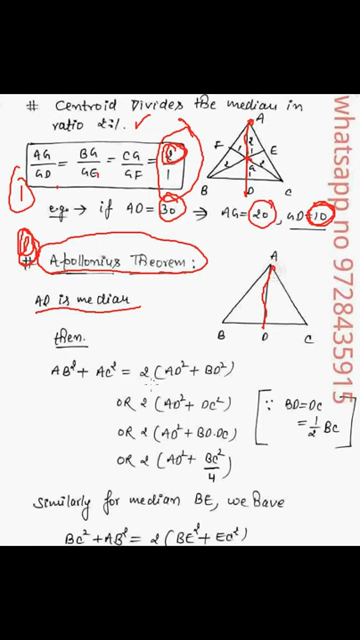 # Centroid Divides the median in
ratio 2:1.
AG/GD = BG/GE = CG/GF = 2/1
A
F
E
G
B
D
C
2
1
1
eg:- → if AD = 30 ⇒ AG = 20, GD = 10
# Apollonius Theorem:
AD is median
A
B
D
C
then
AB² + AC² = 2(AD² + BD²)
OR 2(AD² + DC²)
OR 2(AD² + BD.DC)
OR 2(AD² + BC²/4)
[∵ BD = DC
= 1/2 BC]
Similarly for median BE, we have
BC² + AB² = 2(BE² + EC²)
whatsapp.no 9728435915